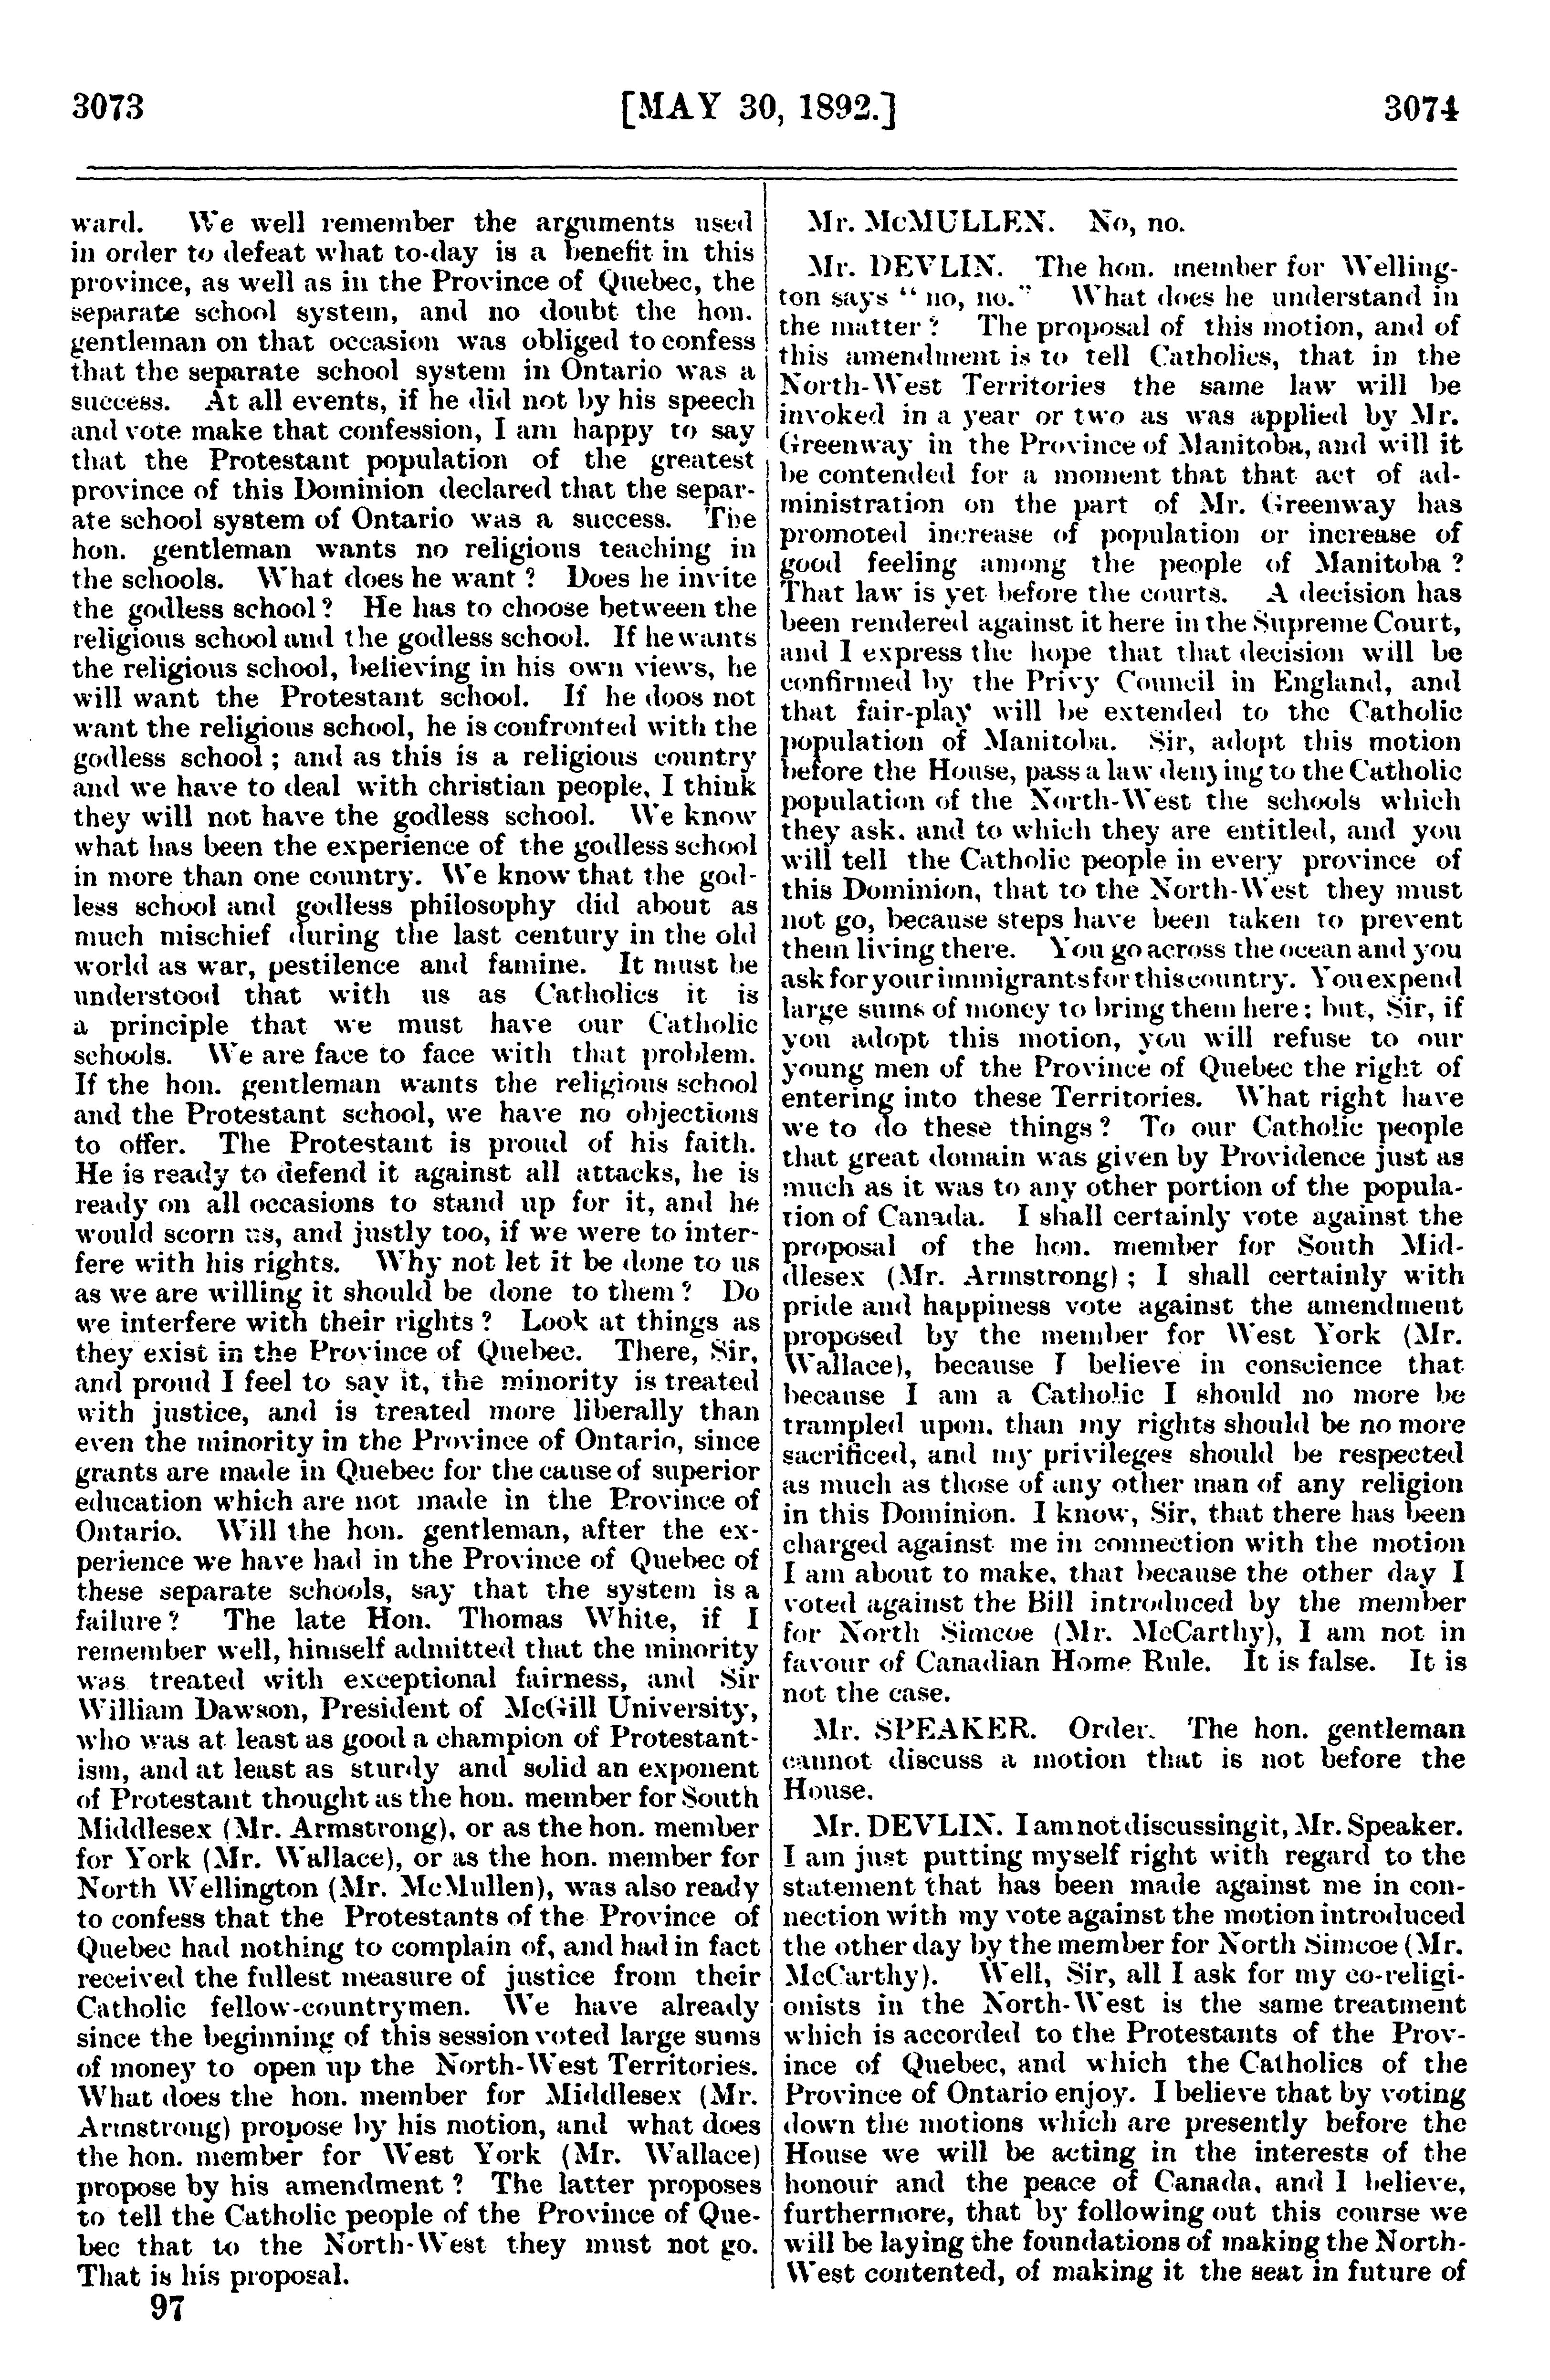 3073 [MAY 30, 1892.] 3074
ward. We well remember the arguments used
in order to defeat what to-day is a benefit in this
province, as well as in the Province of Quebec, the
separate school system, and no doubt the hon.
gentleman on that occasion was obliged to confess
that the separate school system in Ontario was a
success. At all events, if he did not by his speech
and vote make that confession, I am happy to say
that the Protestant population of the greatest
province of this Dominion declared that the separ-
ate school system of Ontario was a success. The
hon. gentleman wants no religious teaching in
the schools. What does he want? Does he invite
the godless school? He has to choose between the
religious school and the godless school. If he wants
the religious school, believing in his own views, he
will want the Protestant school. If he doos not
want the religious school, he is confronted with the
godless school; and as this is a religious country
and we have to deal with christian people, I think
they will not have the godless school. We know
what has been the experience of the godless school
in more than one country. We know that the god-
less school and godless philosophy did about as
much mischief during the last century in the old
world as war, pestilence and famine. It must be
understood that with us as Catholics it is
a principle that we must have our Catholic
schools. We are face to face with that problem.
If the hon. gentleman wants the religious school
and the Protestant school, we have no objections
to offer. The Protestant is proud of his faith.
He is ready to defend it against all attacks, he is
ready on all occasions to stand up for it, and he
would scorn us, and justly too, if we were to inter-
fere with his rights. Why not let it be done to us
as we are willing it should be done to them? Do
we interfere with their rights? Look at things as
they exist in the Province of Quebec. There, Sir,
and proud I feel to say it, the minority is treated
with justice, and is treated more liberally than
even the minority in the Province of Ontario, since
grants are made in Quebec for the cause of superior
education which are not made in the Province of
Ontario. Will the hon. gentleman, after the ex-
perience we have had in the Province of Quebec of
these separate schools, say that the system is a
failure? The late Hon. Thomas White, if I
remember well, himself admitted that the minority
was treated with exceptional fairness, and Sir
William Dawson, President of McGill University,
who was at least as good a champion of Protestant-
ism, and at least as sturdy and solid an exponent
of Protestant thought as the hon. member for South
Middlesex (Mr. Armstrong), or as the hon. member
for York (Mr. Wallace), or as the hon. member for
North Wellington (Mr. McMullen), was also ready
to confess that the Protestants of the Province of
Quebec had nothing to complain of, and had in fact
received the fullest measure of justice from their
Catholic fellow-countrymen. We have already
since the beginning of this session voted large sums
of money to open up the North-West Territories.
What does the hon. member for Middlesex (Mr.
Armstrong) propose by his motion, and what does
the hon. member for West York (Mr. Wallace)
propose by his amendment? The latter proposes
to tell the Catholic people of the Province of Que-
bec that to the North-West they must not go.
That is his proposal.
97
Mr. McMULLEN. No, no.
Mr. DEVLIN. The hon. member for Welling-
ton says "no, no." What does he understand in
the matter? The proposal of this motion, and of
this amendment is to tell Catholics, that in the
North-West Territories the same law will be
invoked in a year or two as was applied by Mr.
Greenway in the Province of Manitoba, and will it
be contended for a moment that that act of ad-
ministration on the part of Mr. Greenway has
promoted increase of population or increase of
good feeling among the people of Manitoba?
That law is yet before the courts. A decision has
been rendered against it here in the Supreme Court,
and I express the hope that that decision will be
confirmed by the Privy Council in England, and
that fair-play will be extended to the Catholic
population of Manitoba. Sir, adopt this motion
before the House, pass a law denying to the Catholic
population of the North-West the schools which
they ask. and to which they are entitled, and you
will tell the Catholic people in every province of
this Dominion, that to the North-West they must
not go, because steps have been taken to prevent
them living there. You go across the ocean and you
ask for your immigrants for this country. You expend
large sums of money to bring them here; but, Sir, if
you adopt this motion, you will refuse to our
young men of the Province of Quebec the right of
entering into these Territories. What right have
we to do these things? To our Catholic people
that great domain was given by Providence just as
much as it was to any other portion of the popula-
tion of Canada. I shall certainly vote against the
proposal of the hon. member for South Mid-
dlesex (Mr. Armstrong); I shall certainly with
pride and happiness vote against the amendment
proposed by the member for West York (Mr.
Wallace), because I believe in conscience that
because I am a Catholic I should no more be
trampled upon. than my rights should be no more
sacrificed, and my privileges should be respected
as much as those of any other man of any religion
in this Dominion. I know, Sir, that there has been
charged against me in connection with the motion
I am about to make, that because the other day I
voted against the Bill introduced by the member
for North Simcoe (Mr. McCarthy), I am not in
favour of Canadian Home Rule. It is false. It is
not the case.
Mr. SPEAKER. Order. The hon. gentleman
cannot discuss a motion that is not before the
House.
Mr. DEVLIN. I am not discussing it, Mr. Speaker.
I am just putting myself right with regard to the
statement that has been made against me in con-
nection with my vote against the motion introduced
the other day by the member for North Simcoe (Mr.
McCarthy). Well, Sir, all I ask for my co-religi-
onists in the North-West is the same treatment
which is accorded to the Protestants of the Prov-
ince of Quebec, and which the Catholics of the
Province of Ontario enjoy. I believe that by voting
down the motions which are presently before the
House we will be acting in the interests of the
honour and the peace of Canada, and I believe,
furthermore, that by following out this course we
will be laying the foundations of making the North-
West contented, of making it the seat in future of